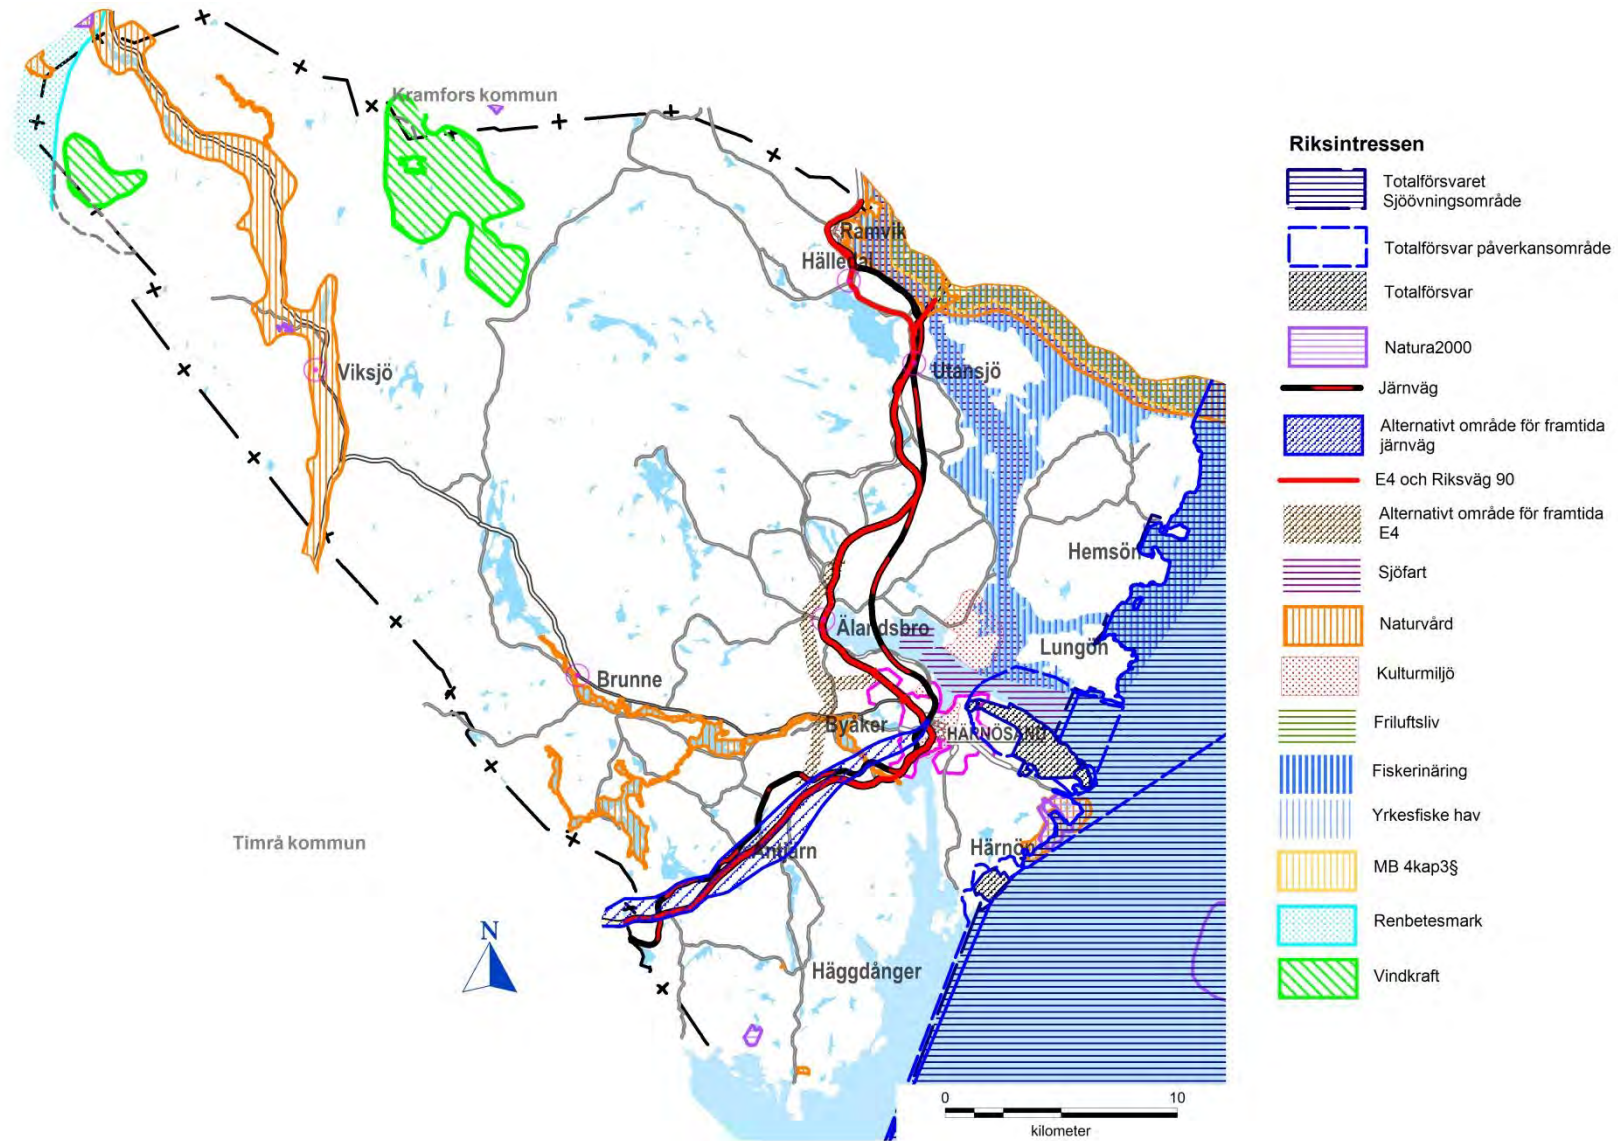 Kramfors kommun
Ramvik
Hälledal
Viksjö
Utansjö
Hemsön
Älandsbro
Lungön
Brunne
Byåker
HÄRNÖSAND
Antjärn
Härnön
Timrå kommun
N
Häggdånger
0 10
kilometer
Riksintressen
Totalförsvaret
Sjöövningsområde
Totalförsvar påverkansområde
Totalförsvar
Natura2000
Järnväg
Alternativt område för framtida
järnväg
E4 och Riksväg 90
Alternativt område för framtida
E4
Sjöfart
Naturvård
Kulturmiljö
Friluftsliv
Fiskerinäring
Yrkesfiske hav
MB 4kap3§
Renbetesmark
Vindkraft